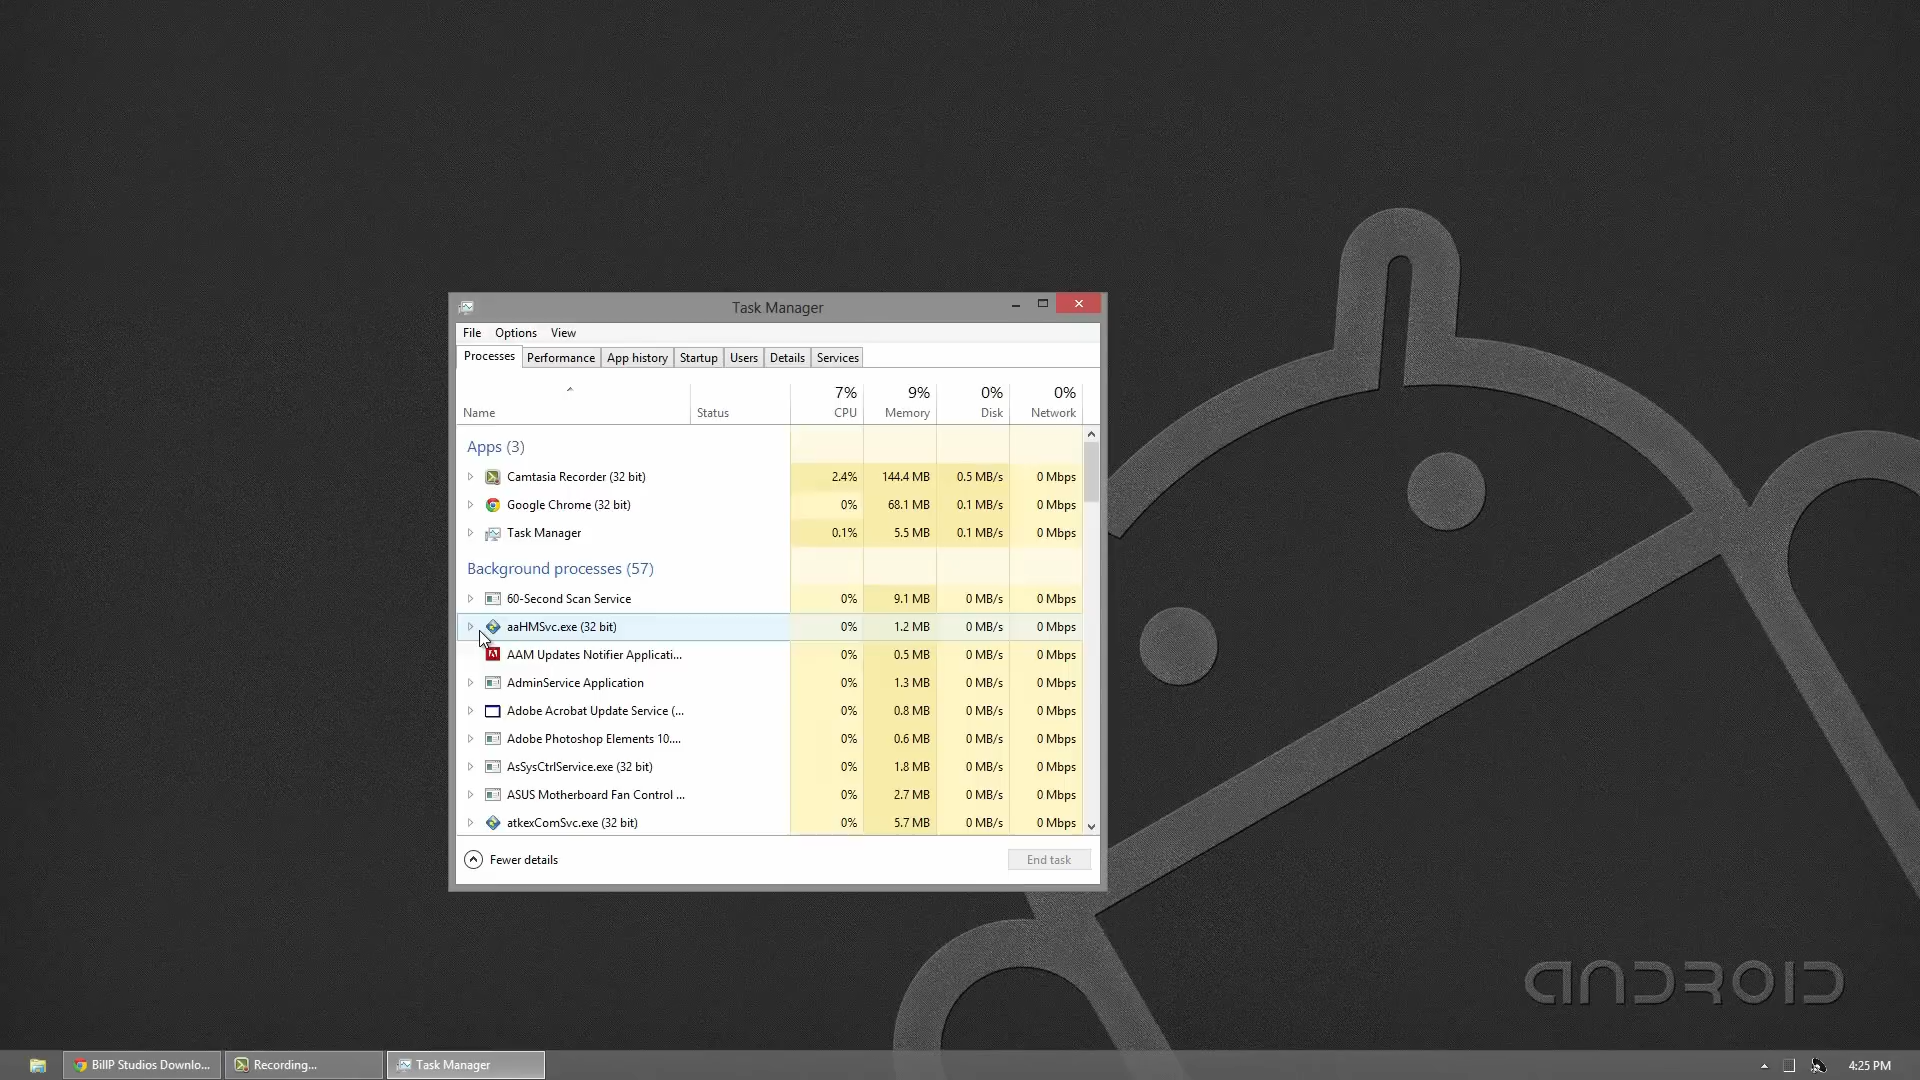 Task Manager
File Options View
Processes Performance App history Startup Users Details Services
7% 9% 0% 0%
Name Status CPU Memory Disk Network
Apps (3)
Camtasia Recorder (32 bit) 2.4% 144.4 MB 0.5 MB/s 0 Mbps
Google Chrome (32 bit) 0% 68.1 MB 0.1 MB/s 0 Mbps
Task Manager 0.1% 5.5 MB 0.1 MB/s 0 Mbps
Background processes (57)
60-Second Scan Service 0% 9.1 MB 0 MB/s 0 Mbps
aaHMSvc.exe (32 bit) 0% 1.2 MB 0 MB/s 0 Mbps
AAM Updates Notifier Applicati... 0% 0.5 MB 0 MB/s 0 Mbps
AdminService Application 0% 1.3 MB 0 MB/s 0 Mbps
Adobe Acrobat Update Service (... 0% 0.8 MB 0 MB/s 0 Mbps
Adobe Photoshop Elements 10.... 0% 0.6 MB 0 MB/s 0 Mbps
AsSysCtrlService.exe (32 bit) 0% 1.8 MB 0 MB/s 0 Mbps
ASUS Motherboard Fan Control ... 0% 2.7 MB 0 MB/s 0 Mbps
atkexComSvc.exe (32 bit) 0% 5.7 MB 0 MB/s 0 Mbps
Fewer details End task
ANDROID
BillP Studios Downlo... Recording... Task Manager 4:25 PM